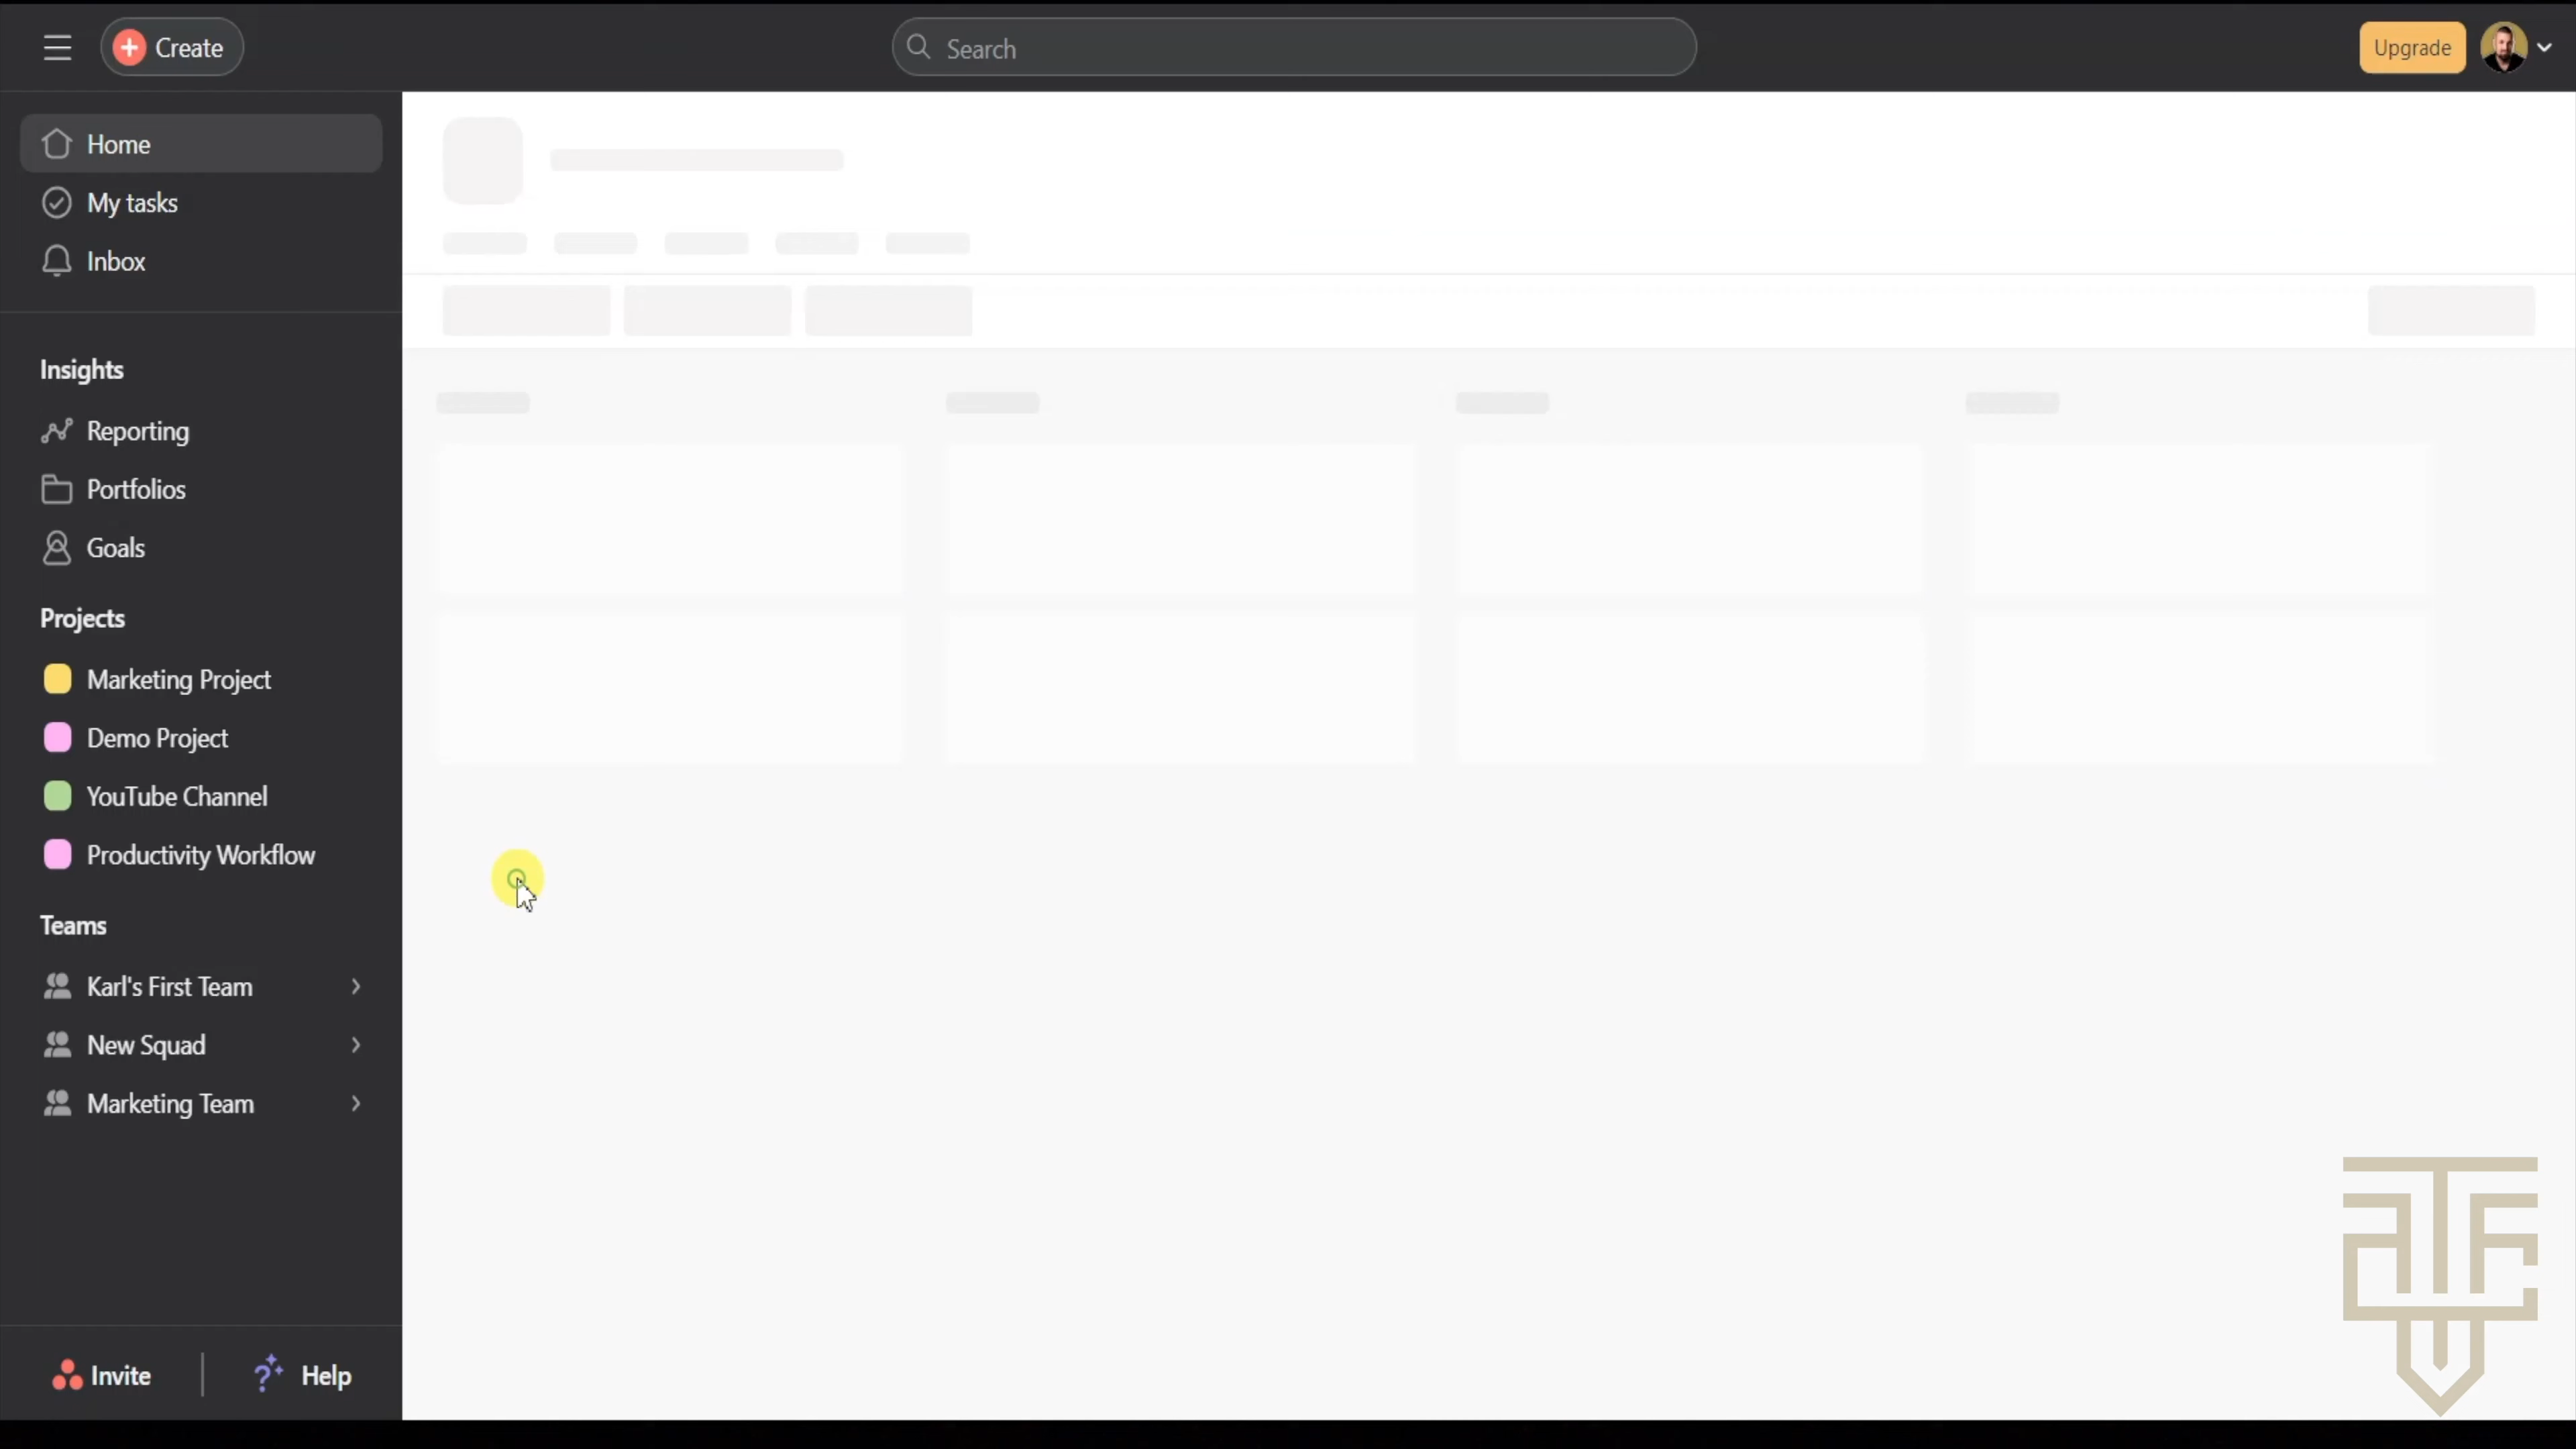 Create
Search
Upgrade
Home
My tasks
Inbox
Insights
Reporting
Portfolios
Goals
Projects
Marketing Project
Demo Project
YouTube Channel
Productivity Workflow
Teams
Karl's First Team
New Squad
Marketing Team
Invite
Help